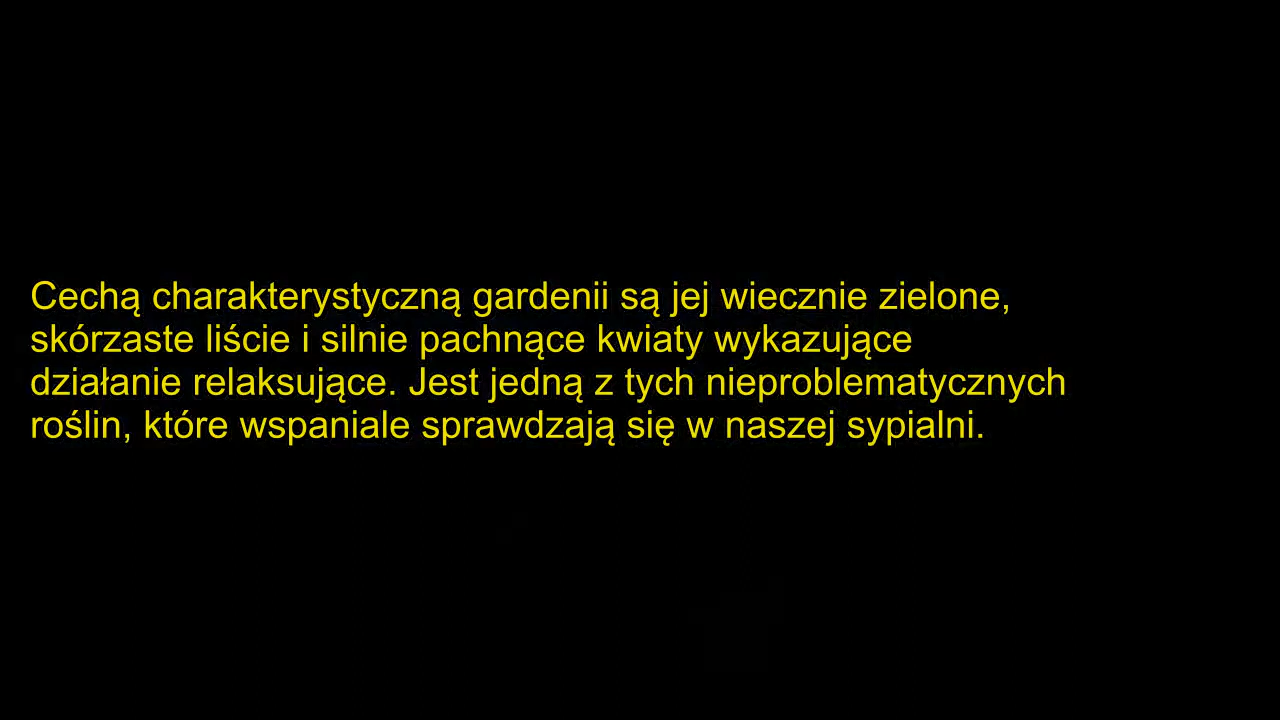 Cechą charakterystyczną gardenii są jej wiecznie zielone,
skórzaste liście i silnie pachnące kwiaty wykazujące
działanie relaksujące. Jest jedną z tych nieproblematycznych
roślin, które wspaniale sprawdzają się w naszej sypialni.